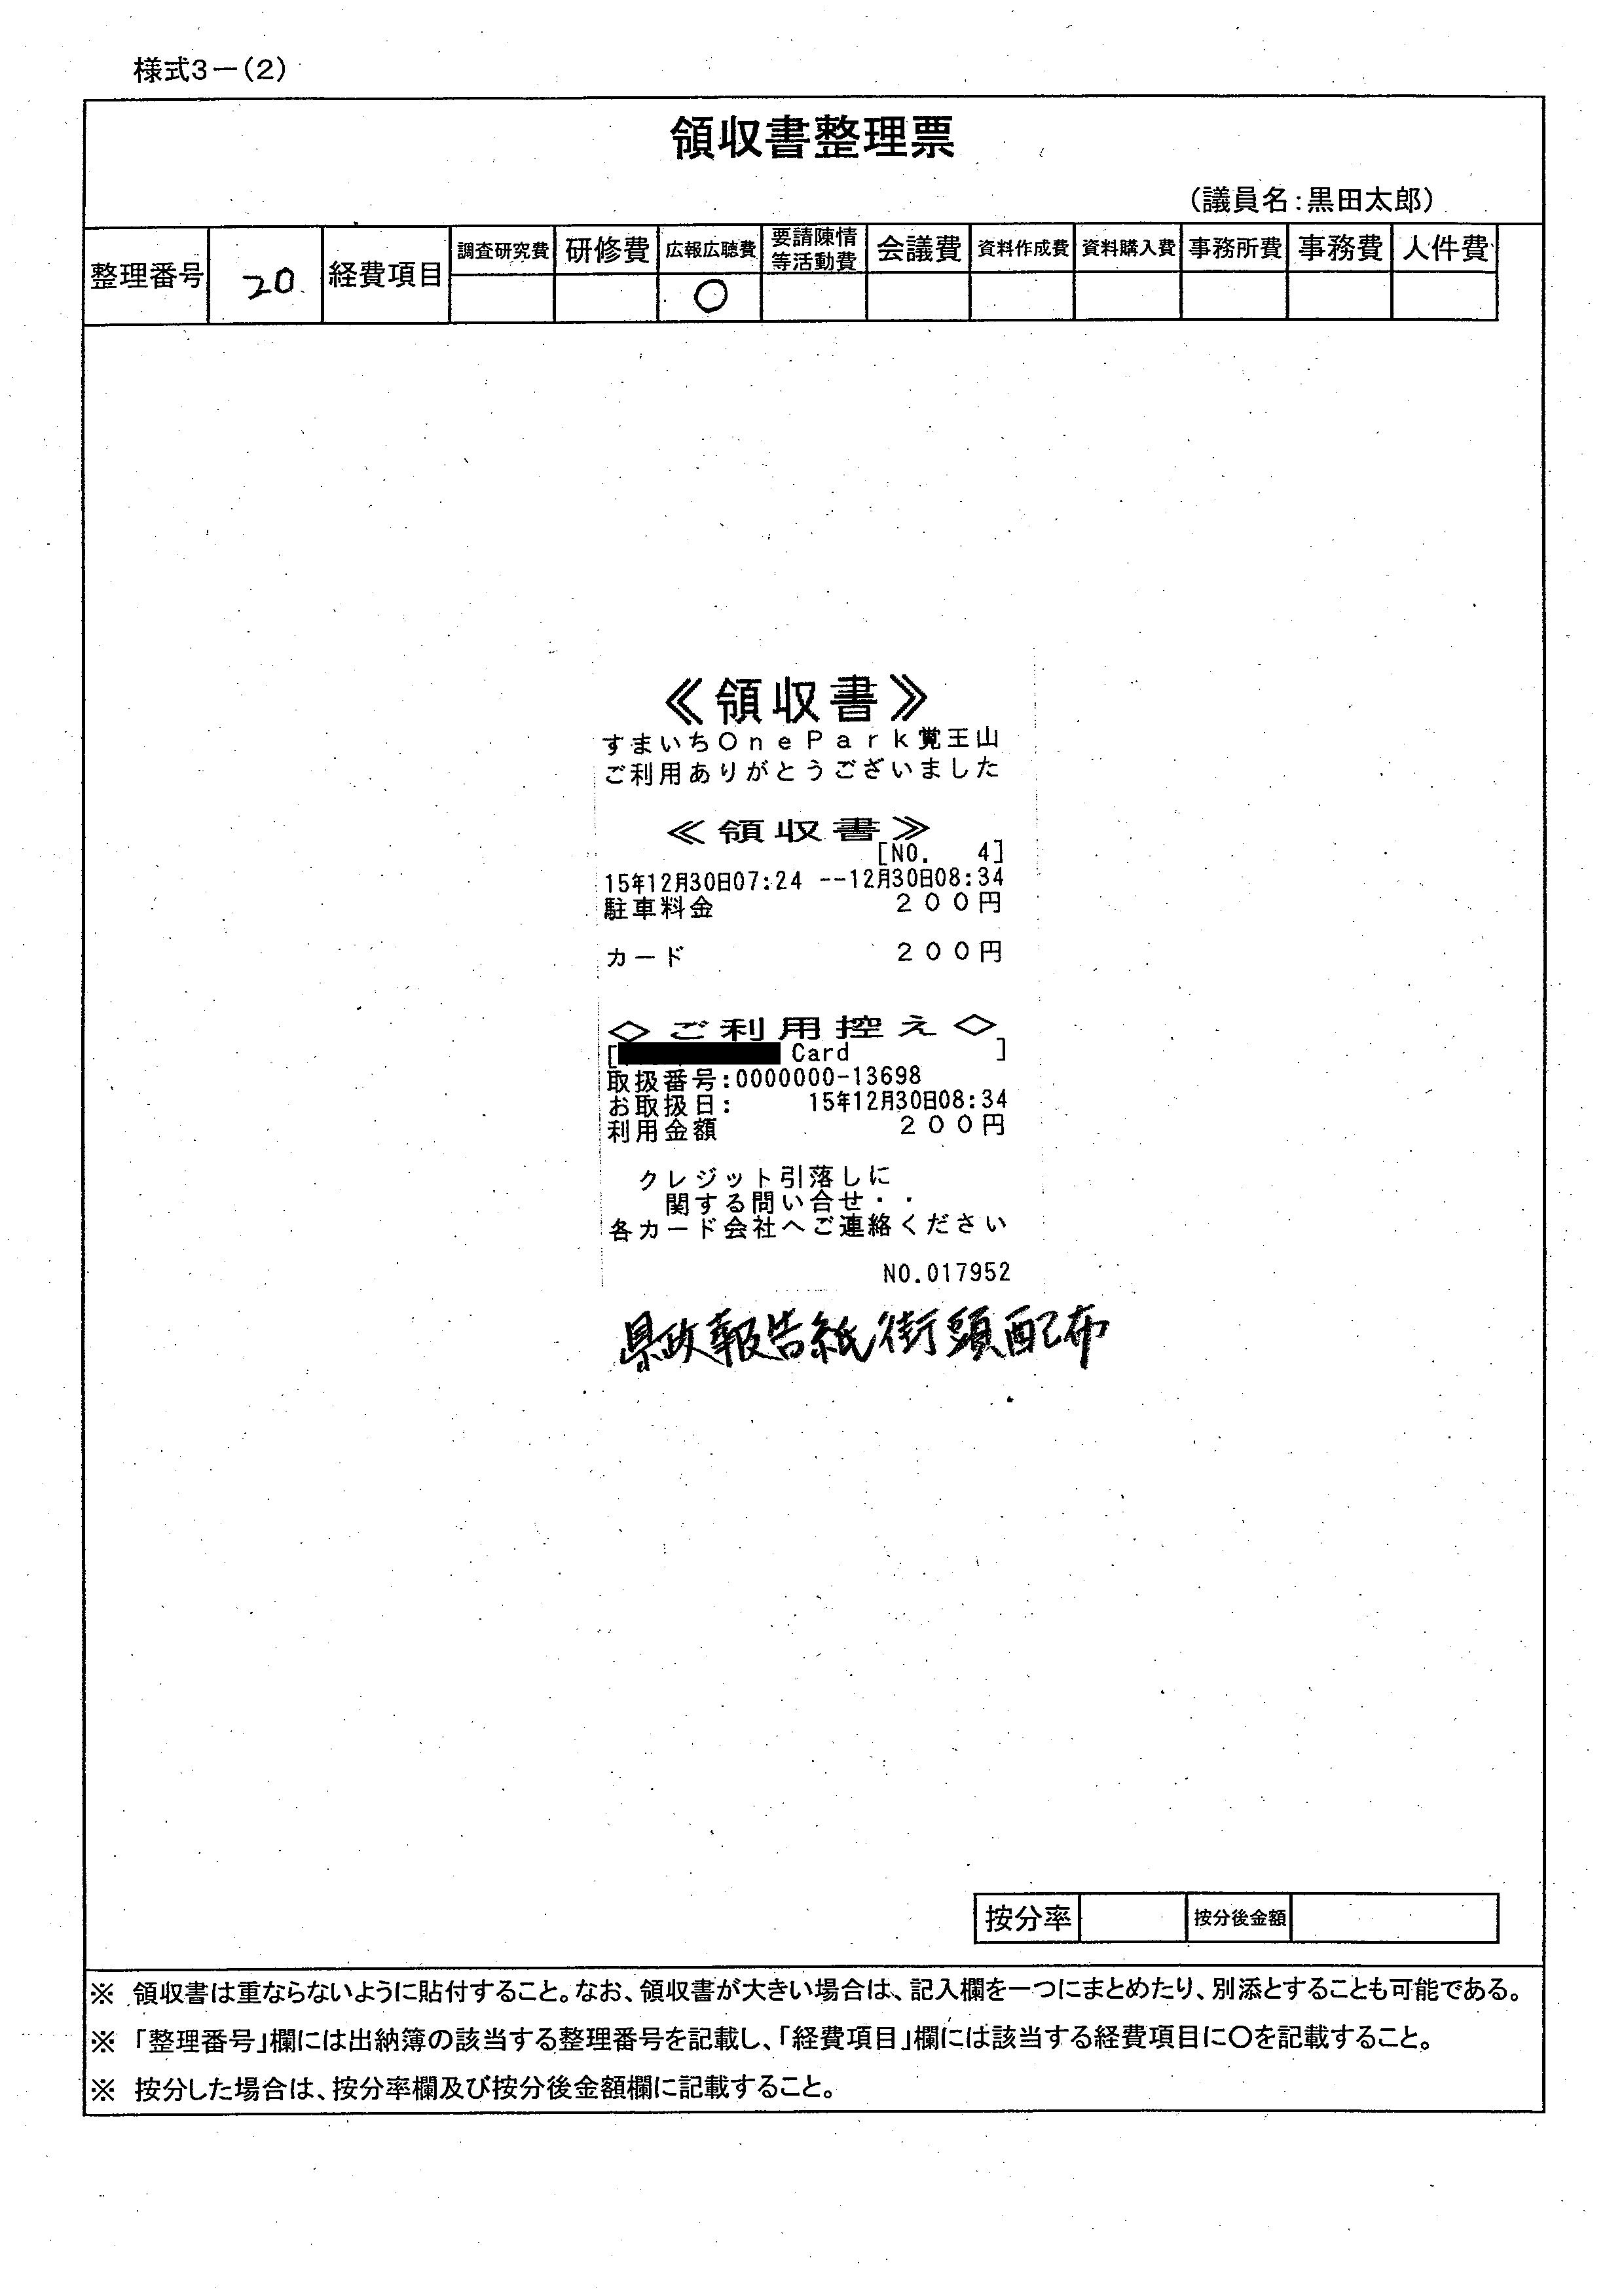 様式3－(2)
領収書整理票
(議員名:黒田太郎)
整理番号 20 経費項目 調査研究費 研修費 広報広聴費 要請陳情等活動費 会議費 資料作成費 資料購入費 事務所費 事務費 人件費
○
≪領収書≫
すまいちOnePark覚王山
ご利用ありがとうございました
≪領収書≫
[NO. 4]
15年12月30日07:24 --12月30日08:34
駐車料金 200円
カード 200円
◇ご利用控え◇
[ Card ]
取扱番号:0000000-13698
お取扱日: 15年12月30日08:34
利用金額 200円
クレジット引落しに
関する問い合せ・・
各カード会社へご連絡ください
NO.017952
県政報告紙街頭配布
按分率 按分後金額
※ 領収書は重ならないように貼付すること。なお、領収書が大きい場合は、記入欄を一つにまとめたり、別添とすることも可能である。
※ 「整理番号」欄には出納簿の該当する整理番号を記載し、「経費項目」欄には該当する経費項目に○を記載すること。
※ 按分した場合は、按分率欄及び按分後金額欄に記載すること。